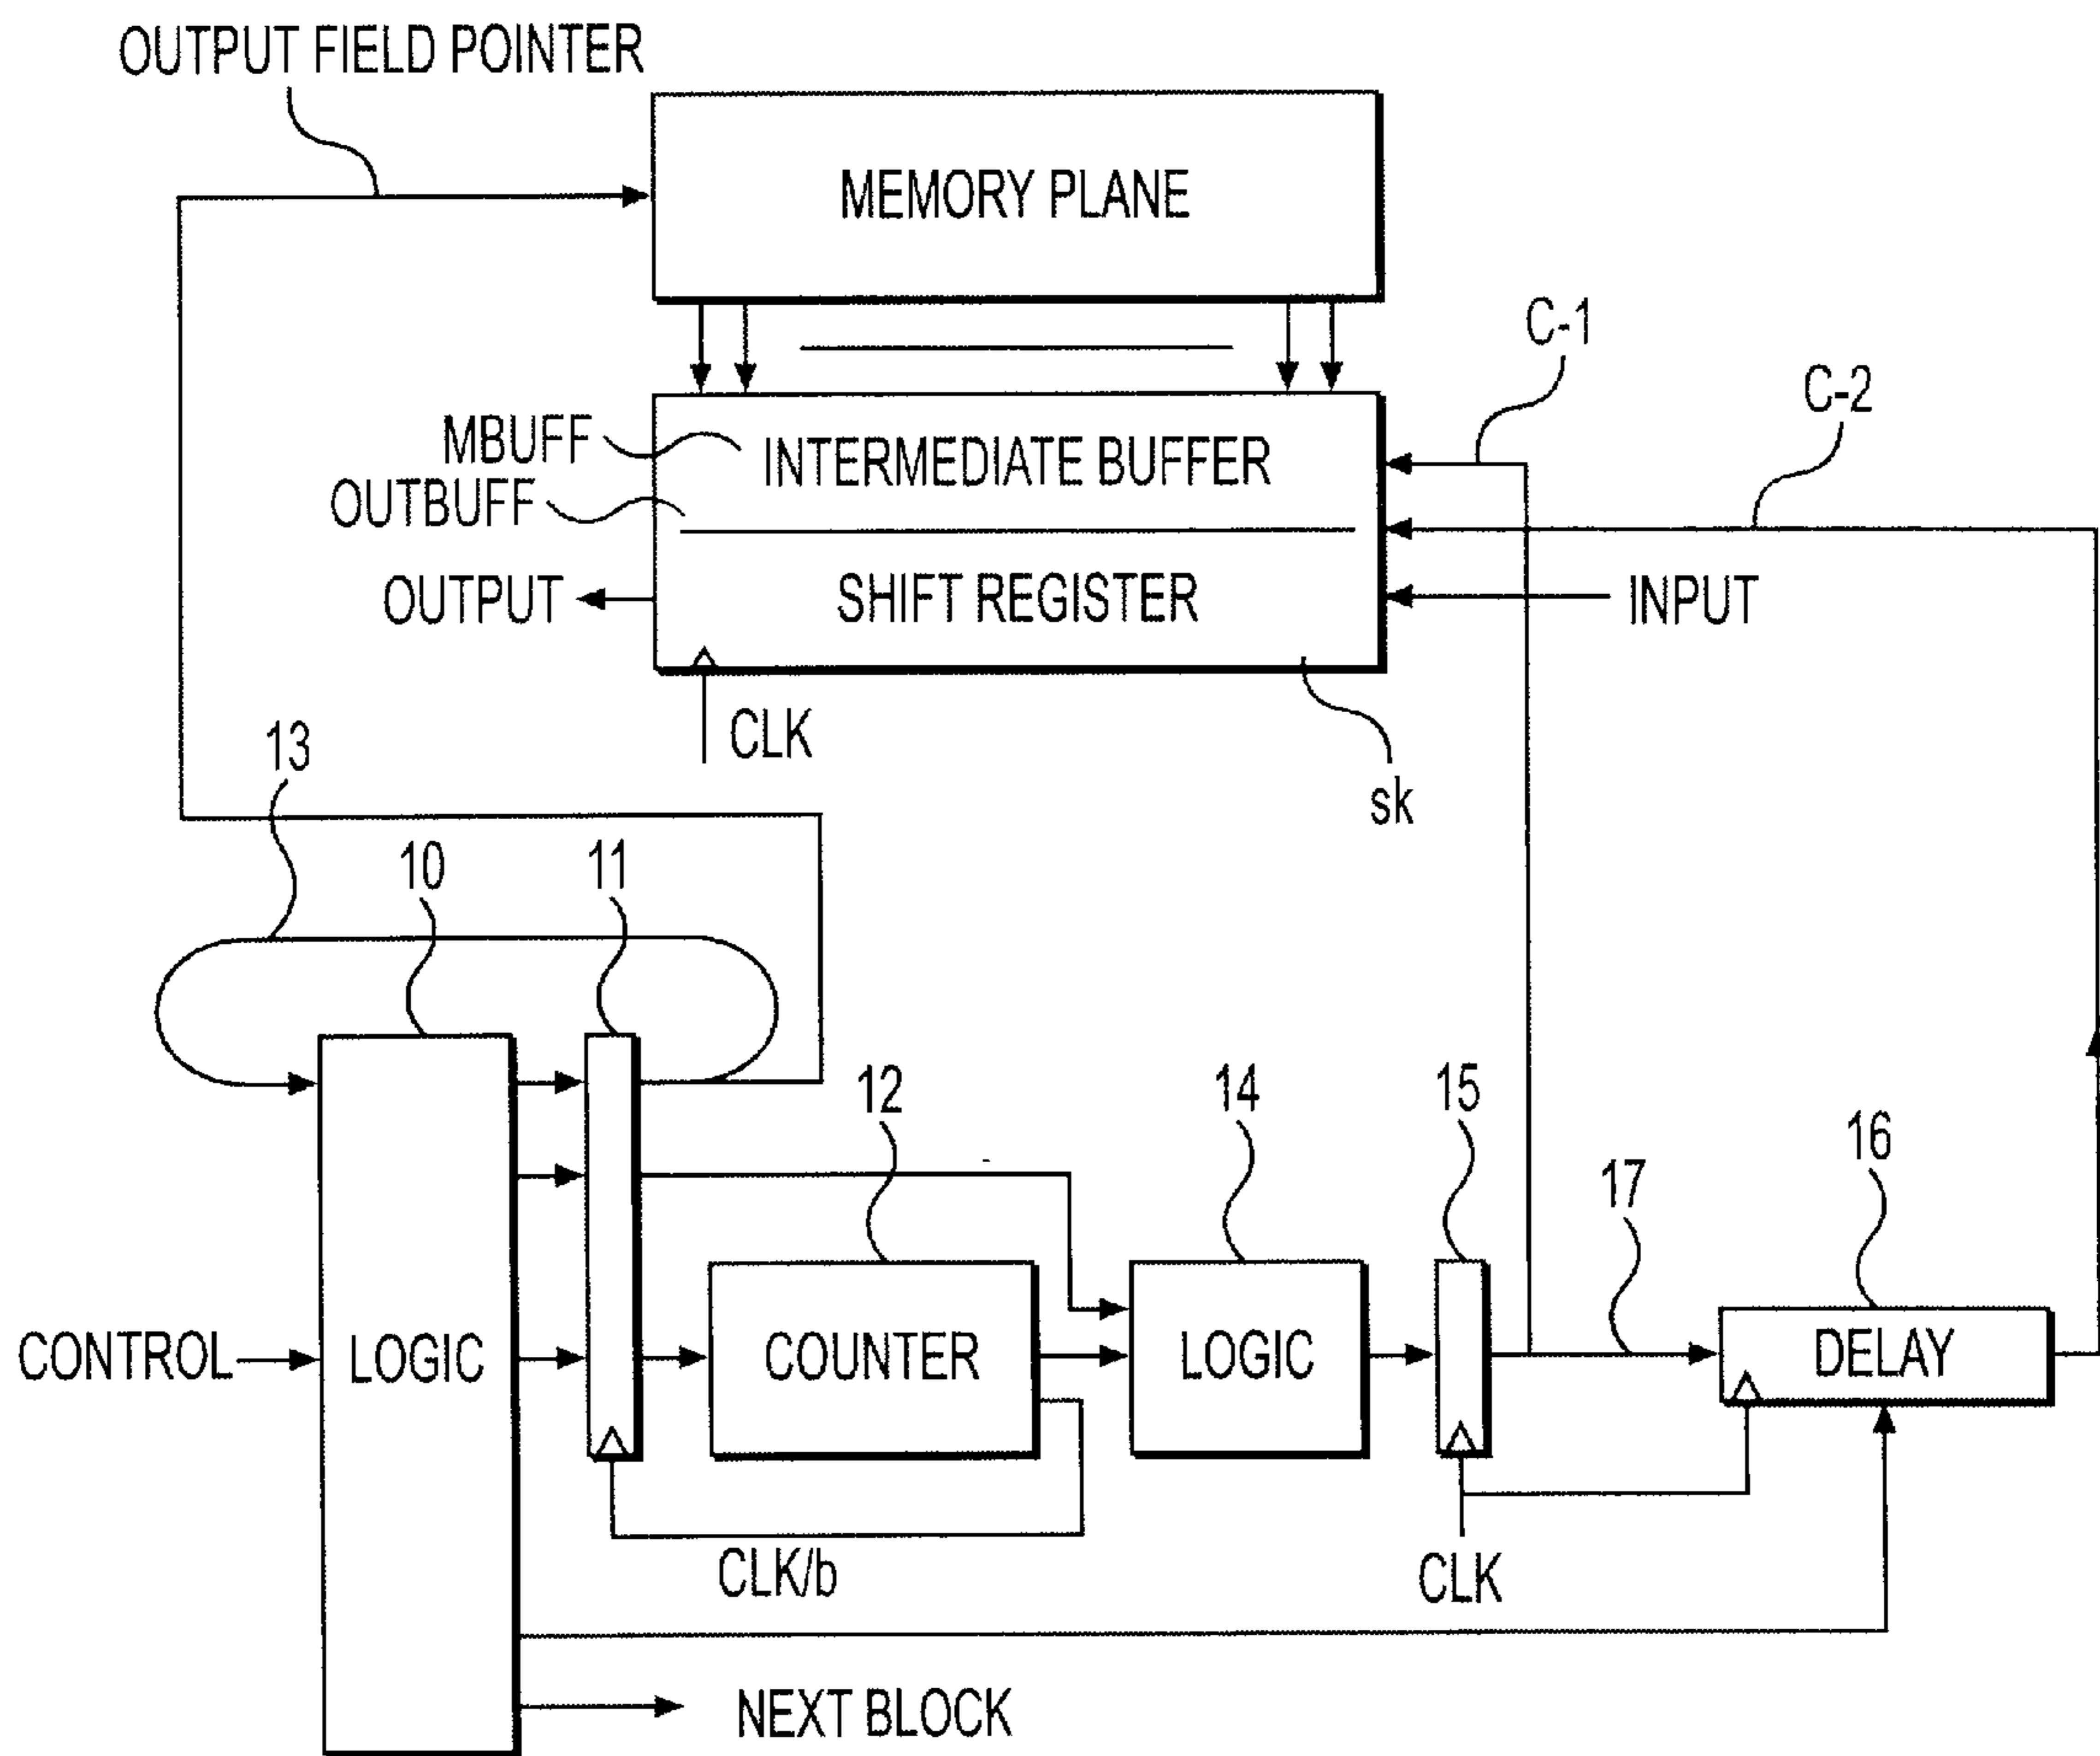 OUTPUT FIELD POINTER
MEMORY PLANE
C-1
C-2
MBUFF
INTERMEDIATE BUFFER
OUTBUFF
OUTPUT
SHIFT REGISTER
INPUT
CLK
sk
13
10
11
12
14
15
17
16
CONTROL
LOGIC
COUNTER
LOGIC
DELAY
CLK/b
CLK
NEXT BLOCK